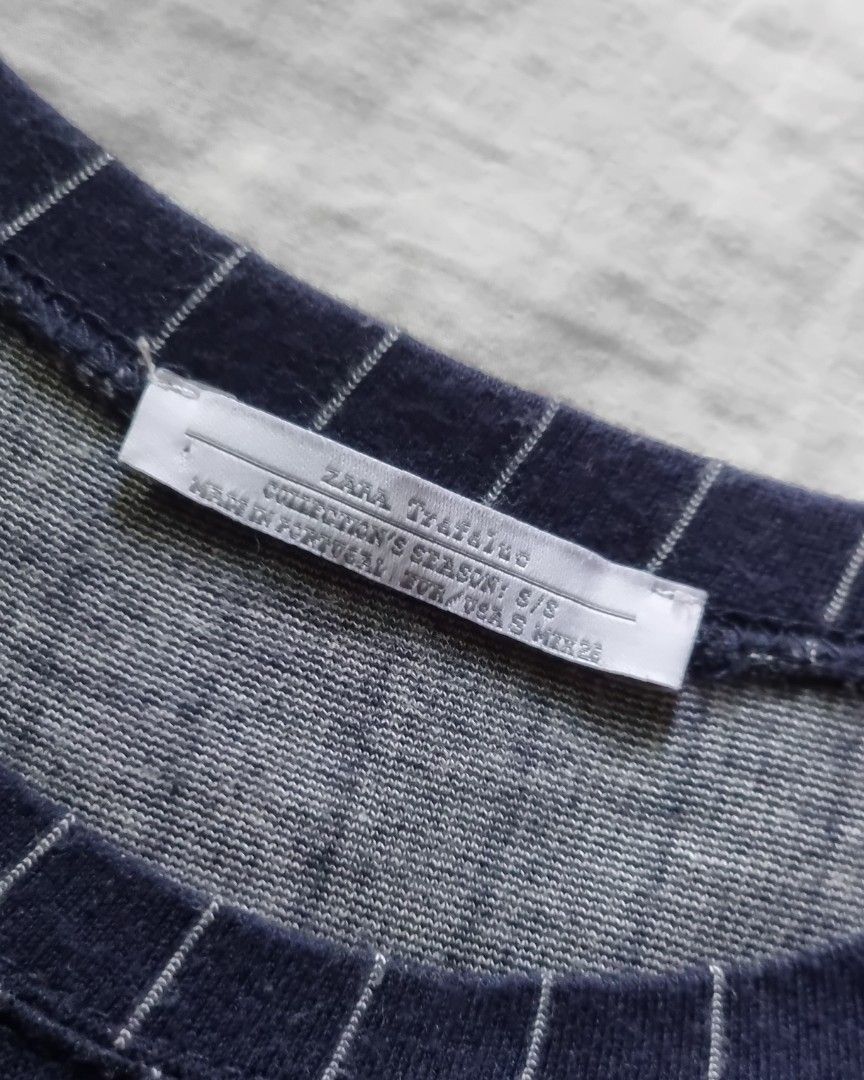 ZARA Trafaluc
COLLECTION'S SEASON: S/S
MADE IN PORTUGAL EUR/USA S MEX 26